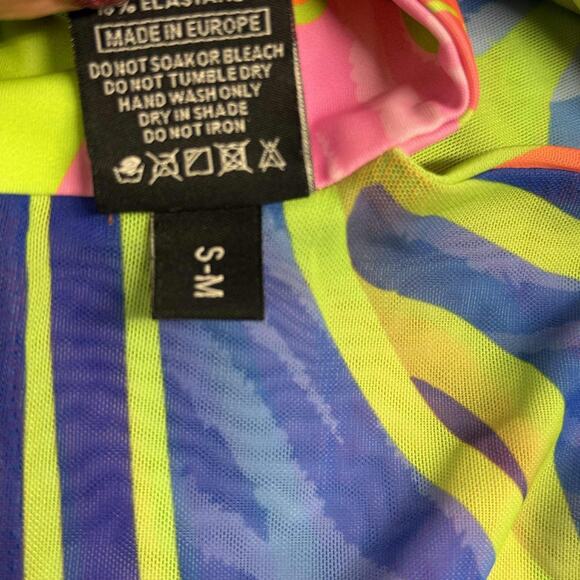 ELASTANE
MADE IN EUROPE
DO NOT SOAK OR BLEACH
DO NOT TUMBLE DRY
HAND WASH ONLY
DRY IN SHADE
DO NOT IRON
S-M